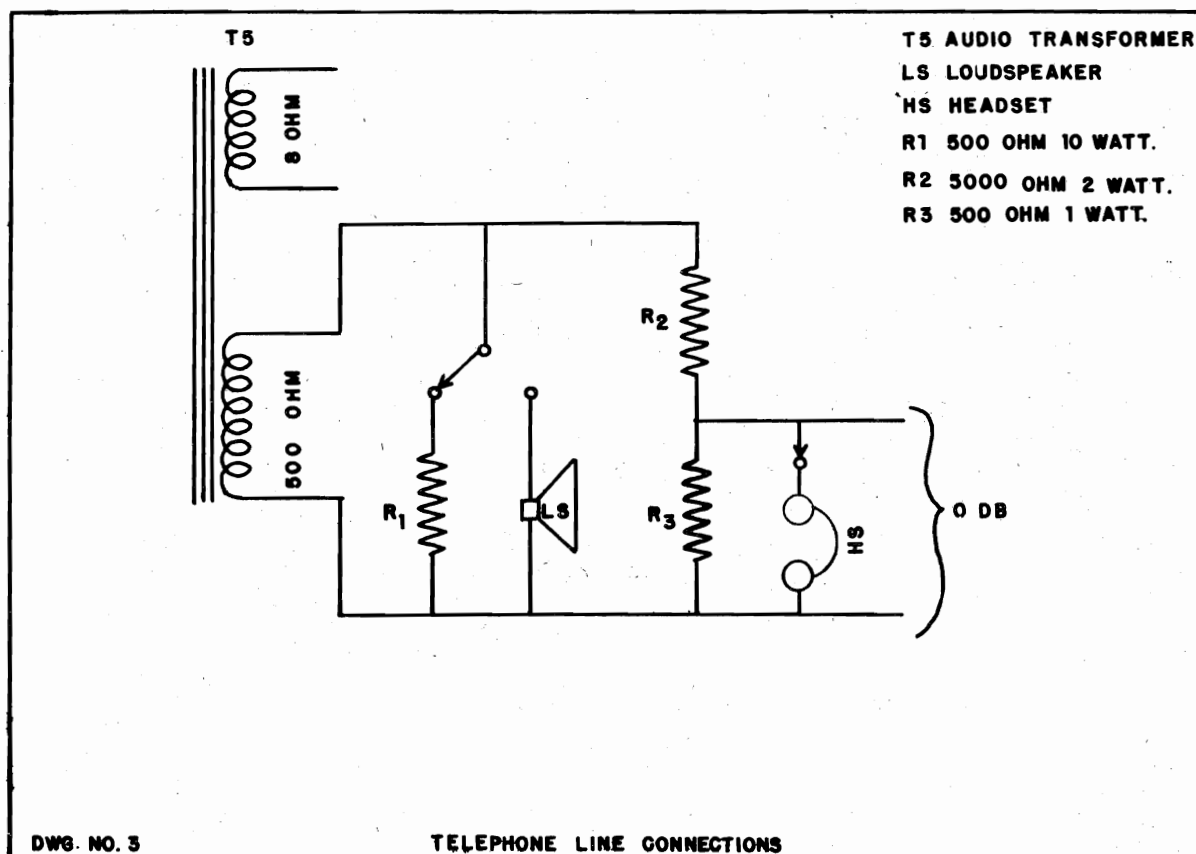 T5
T5 AUDIO TRANSFORMER
LS LOUDSPEAKER
HS HEADSET
R1 500 OHM 10 WATT.
R2 5000 OHM 2 WATT.
R3 500 OHM 1 WATT.
8 OHM
500 OHM
R2
R1
LS
R3
HS
0 DB
DWG. NO. 3
TELEPHONE LINE CONNECTIONS